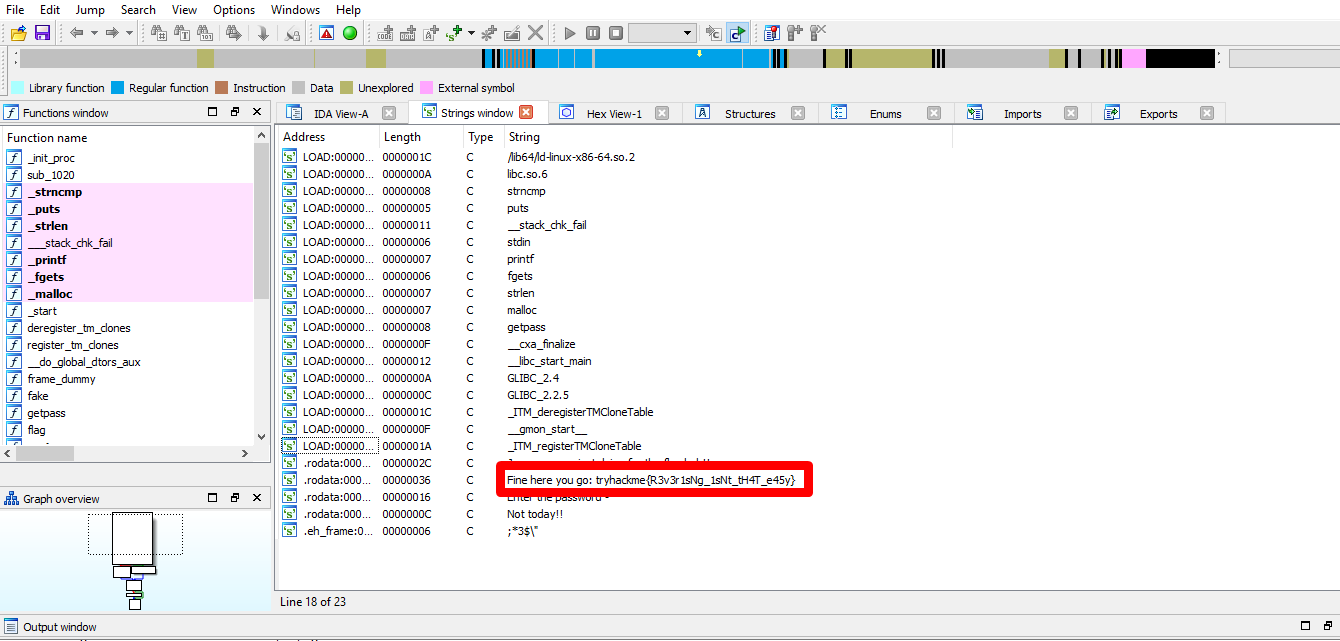 File Edit Jump Search View Options Windows Help
Library function Regular function Instruction Data Unexplored External symbol
Functions window
IDA View-A Strings window Hex View-1 Structures Enums Imports Exports
Function name
_init_proc
sub_1020
_strncmp
_puts
_strlen
___stack_chk_fail
_printf
_fgets
_malloc
_start
deregister_tm_clones
register_tm_clones
__do_global_dtors_aux
frame_dummy
fake
getpass
flag
Graph overview
Address Length Type String
LOAD:00000... 0000001C C /lib64/ld-linux-x86-64.so.2
LOAD:00000... 0000000A C libc.so.6
LOAD:00000... 00000008 C strncmp
LOAD:00000... 00000005 C puts
LOAD:00000... 00000011 C __stack_chk_fail
LOAD:00000... 00000006 C stdin
LOAD:00000... 00000007 C printf
LOAD:00000... 00000006 C fgets
LOAD:00000... 00000007 C strlen
LOAD:00000... 00000007 C malloc
LOAD:00000... 00000008 C getpass
LOAD:00000... 0000000F C __cxa_finalize
LOAD:00000... 00000012 C __libc_start_main
LOAD:00000... 0000000A C GLIBC_2.4
LOAD:00000... 0000000C C GLIBC_2.2.5
LOAD:00000... 0000001C C _ITM_deregisterTMCloneTable
LOAD:00000... 0000000F C __gmon_start__
LOAD:00000... 0000001A C _ITM_registerTMCloneTable
.rodata:000... 0000002C C
.rodata:000... 00000036 C Fine here you go: tryhackme{R3v3r1sNg_1sNt_tH4T_e45y}
.rodata:000... 00000016 C Enter the password
.rodata:000... 0000000C C Not today!!
.eh_frame:0... 00000006 C ;*3$\"
Line 18 of 23
Output window